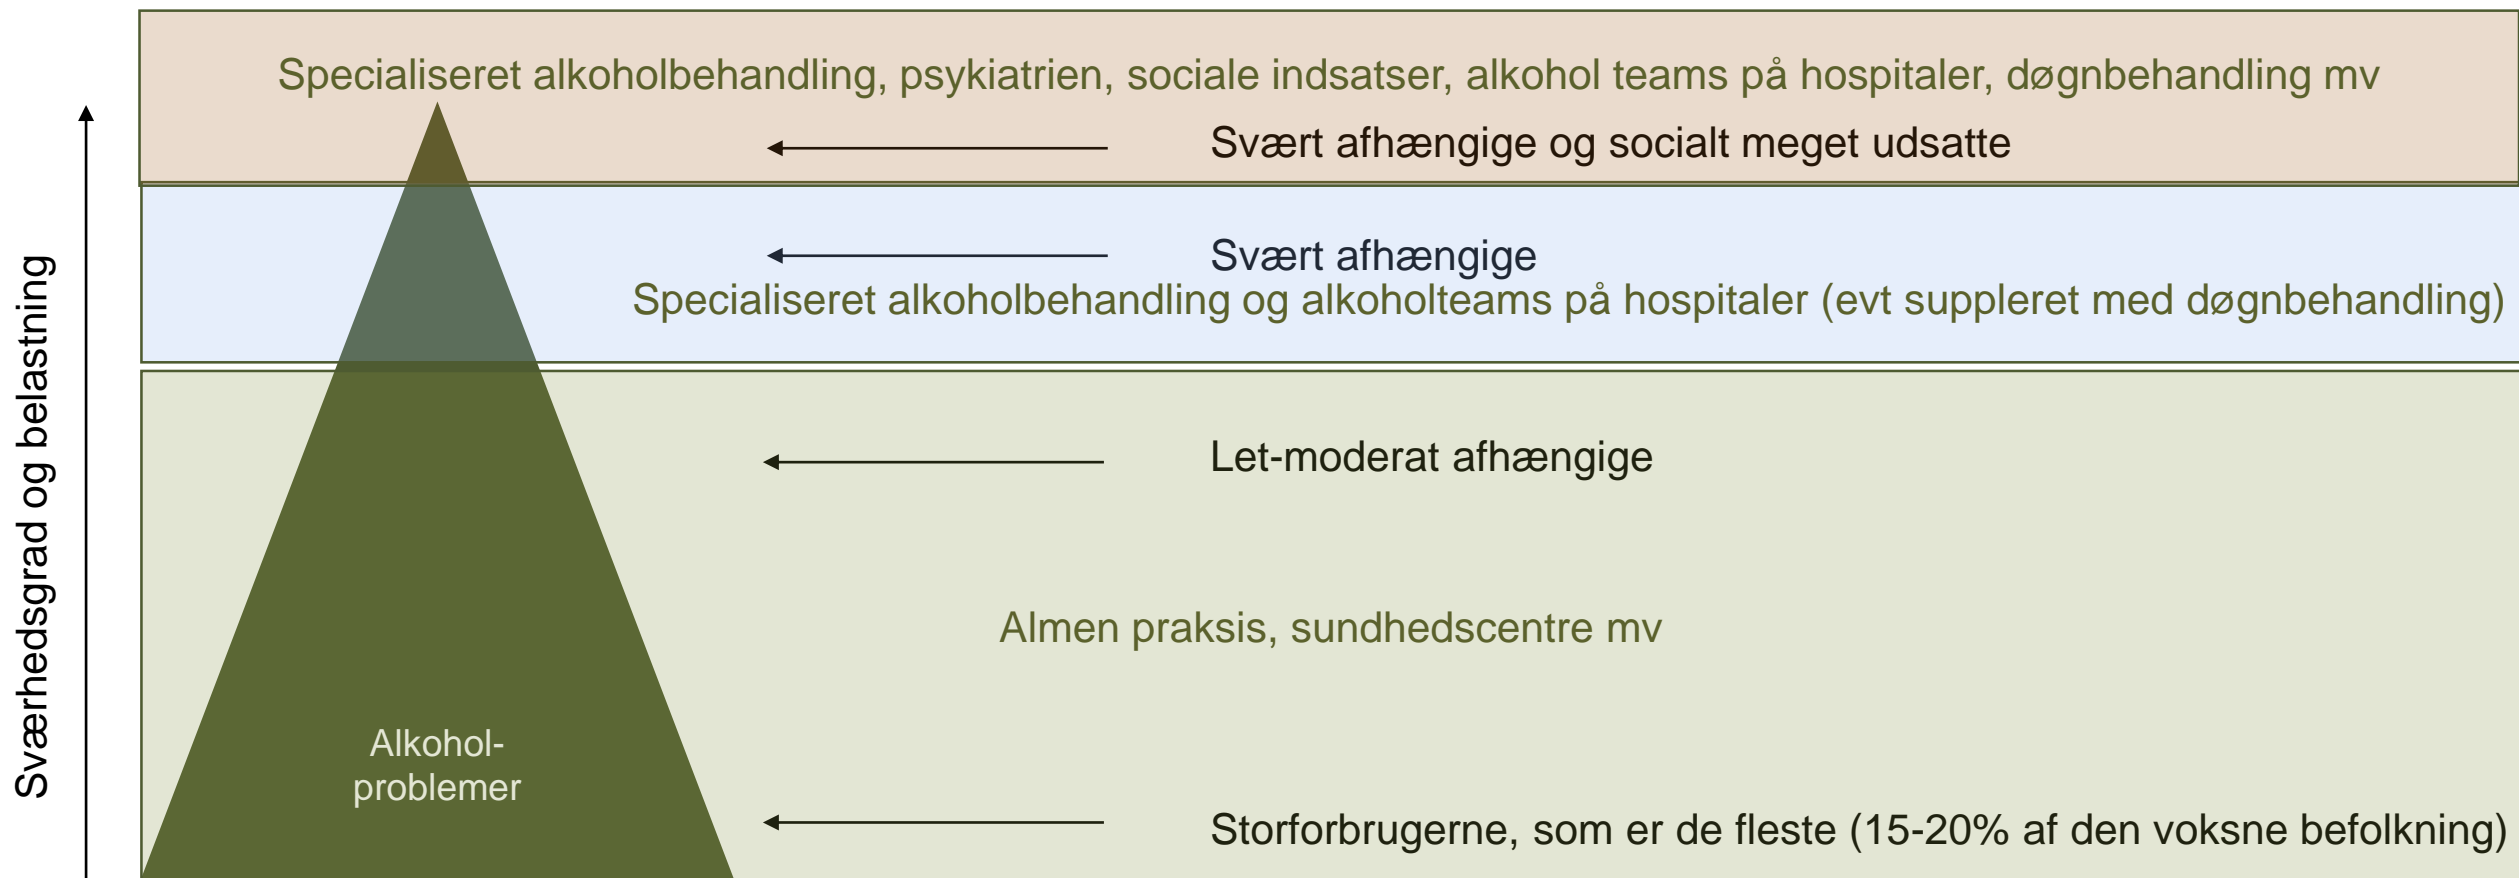 Specialiseret alkoholbehandling, psykiatrien, sociale indsatser, alkohol teams på hospitaler, døgnbehandling mv
Svært afhængige og socialt meget udsatte
Svært afhængige
Specialiseret alkoholbehandling og alkoholteams på hospitaler (evt suppleret med døgnbehandling)
Sværhedsgrad og belastning
Let-moderat afhængige
Almen praksis, sundhedscentre mv
Alkohol-
problemer
Storforbrugerne, som er de fleste (15-20% af den voksne befolkning)